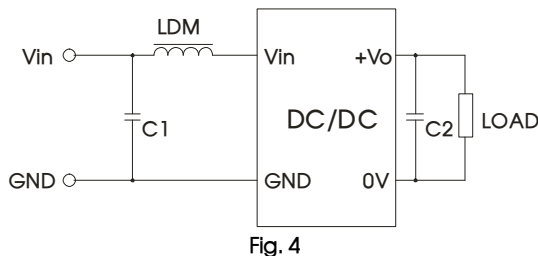 LDM
Vin
Vin
+Vo
C1
DC/DC
C2
LOAD
GND
GND
0V
Fig. 4